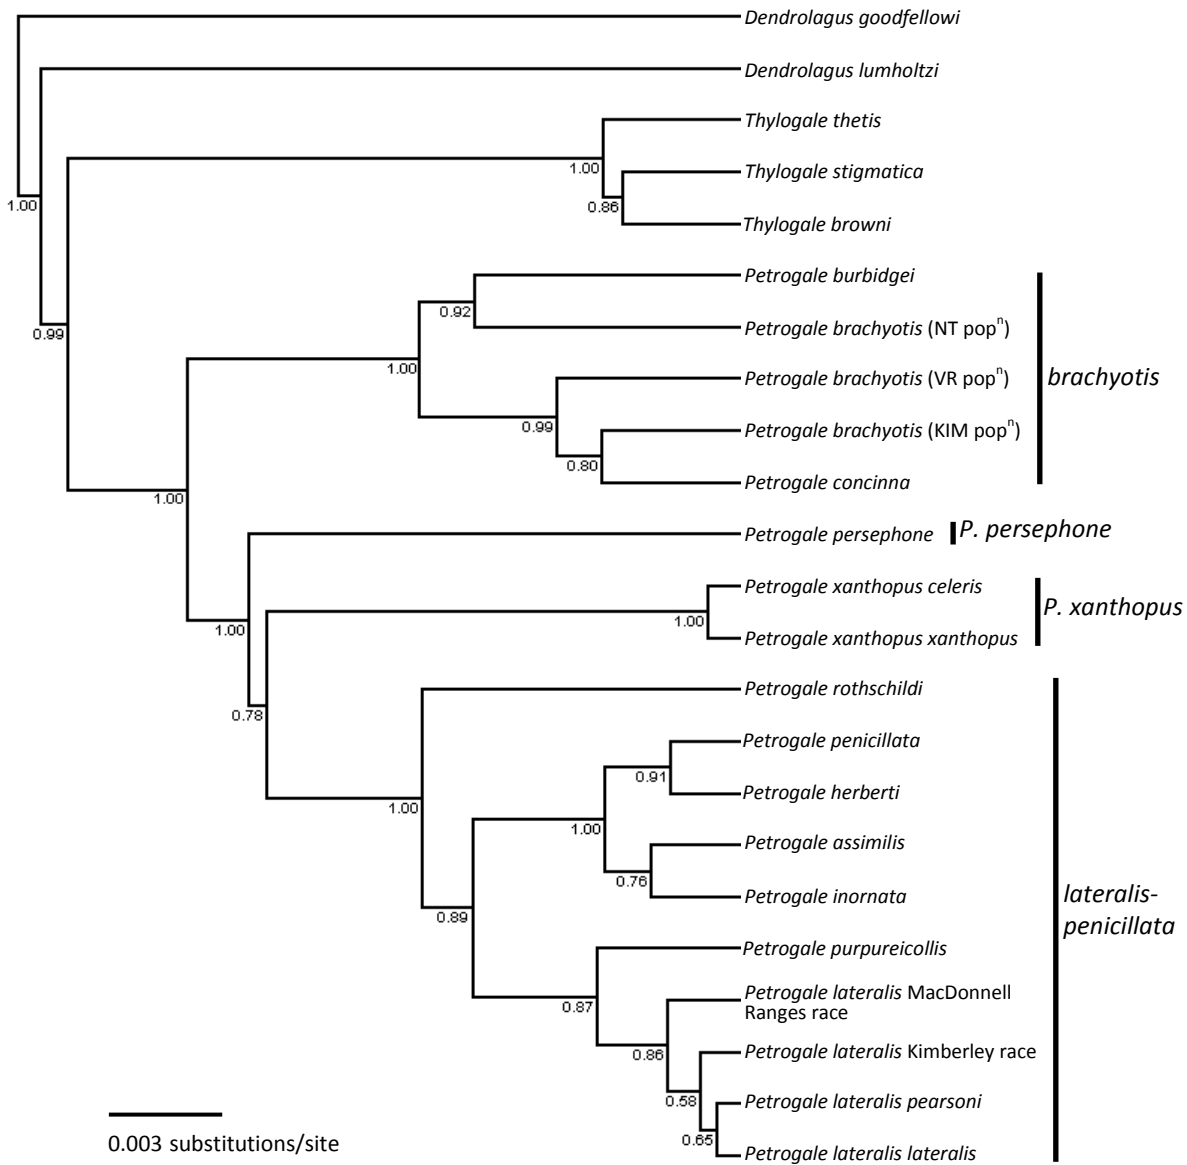 Dendrolagus goodfellowi
Dendrolagus lumholtzi
Thylogale thetis
1.00
Thylogale stigmatica
1.00
0.86
Thylogale browni
Petrogale burbidgei
0.92
0.99
Petrogale brachyotis (NT popⁿ)
1.00
Petrogale brachyotis (VR popⁿ)
brachyotis
0.99
Petrogale brachyotis (KIM popⁿ)
0.80
Petrogale concinna
1.00
Petrogale persephone
P. persephone
Petrogale xanthopus celeris
P. xanthopus
1.00
1.00
Petrogale xanthopus xanthopus
Petrogale rothschildi
0.78
Petrogale penicillata
0.91
Petrogale herberti
1.00
1.00
Petrogale assimilis
0.76
Petrogale inornata
lateralis-
penicillata
0.89
Petrogale purpureicollis
Petrogale lateralis MacDonnell
Ranges race
0.87
Petrogale lateralis Kimberley race
0.86
0.58
Petrogale lateralis pearsoni
0.65
Petrogale lateralis lateralis
0.003 substitutions/site